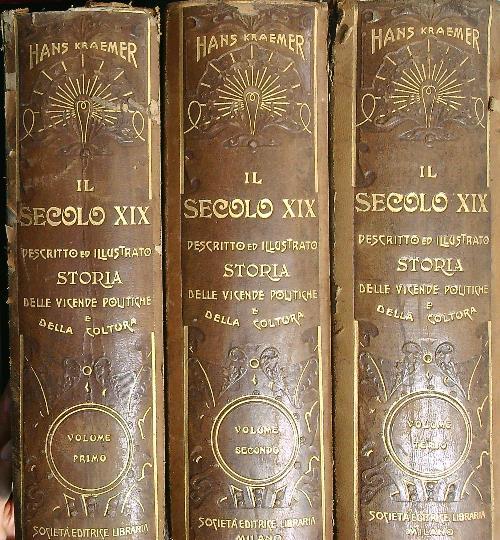 HANS KRAEMER
IL
SECOLO XIX
DESCRITTO ED ILLUSTRATO
STORIA
DELLE VICENDE POLITICHE
E
DELLA COLTURA
VOLUME
PRIMO
SOCIETÀ EDITRICE LIBRARIA
HANS KRAEMER
IL
SECOLO XIX
DESCRITTO ED ILLUSTRATO
STORIA
DELLE VICENDE POLITICHE
E
DELLA COLTURA
VOLUME
SECONDO
SOCIETÀ EDITRICE LIBRARIA
MILANO
HANS KRAEMER
IL
SECOLO XIX
DESCRITTO ED ILLUSTRATO
STORIA
DELLE VICENDE POLITICHE
E
DELLA COLTURA
VOLUME
TERZO
SOCIETÀ EDITRICE LIBRARIA
MILANO